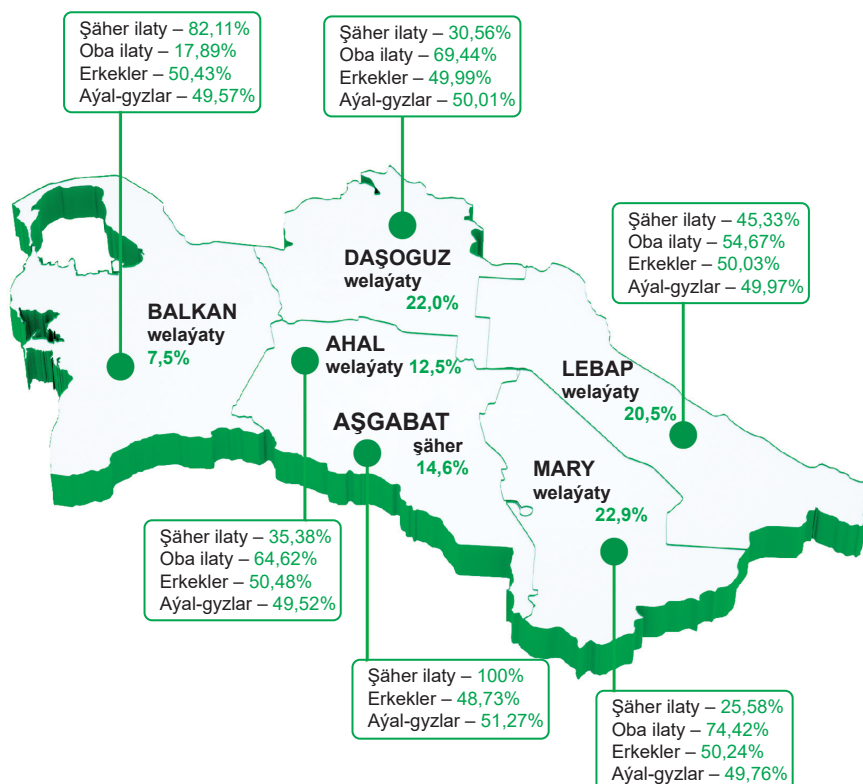 Şäher ilaty – 82,11%
Oba ilaty – 17,89%
Erkekler – 50,43%
Aýal-gyzlar – 49,57%
Şäher ilaty – 30,56%
Oba ilaty – 69,44%
Erkekler – 49,99%
Aýal-gyzlar – 50,01%
Şäher ilaty – 45,33%
Oba ilaty – 54,67%
Erkekler – 50,03%
Aýal-gyzlar – 49,97%
DAŞOGUZ
welaýaty
22,0%
BALKAN
welaýaty
7,5%
AHAL
welaýaty 12,5%
LEBAP
welaýaty
20,5%
AŞGABAT
şäher
14,6%
MARY
welaýaty
22,9%
Şäher ilaty – 35,38%
Oba ilaty – 64,62%
Erkekler – 50,48%
Aýal-gyzlar – 49,52%
Şäher ilaty – 100%
Erkekler – 48,73%
Aýal-gyzlar – 51,27%
Şäher ilaty – 25,58%
Oba ilaty – 74,42%
Erkekler – 50,24%
Aýal-gyzlar – 49,76%